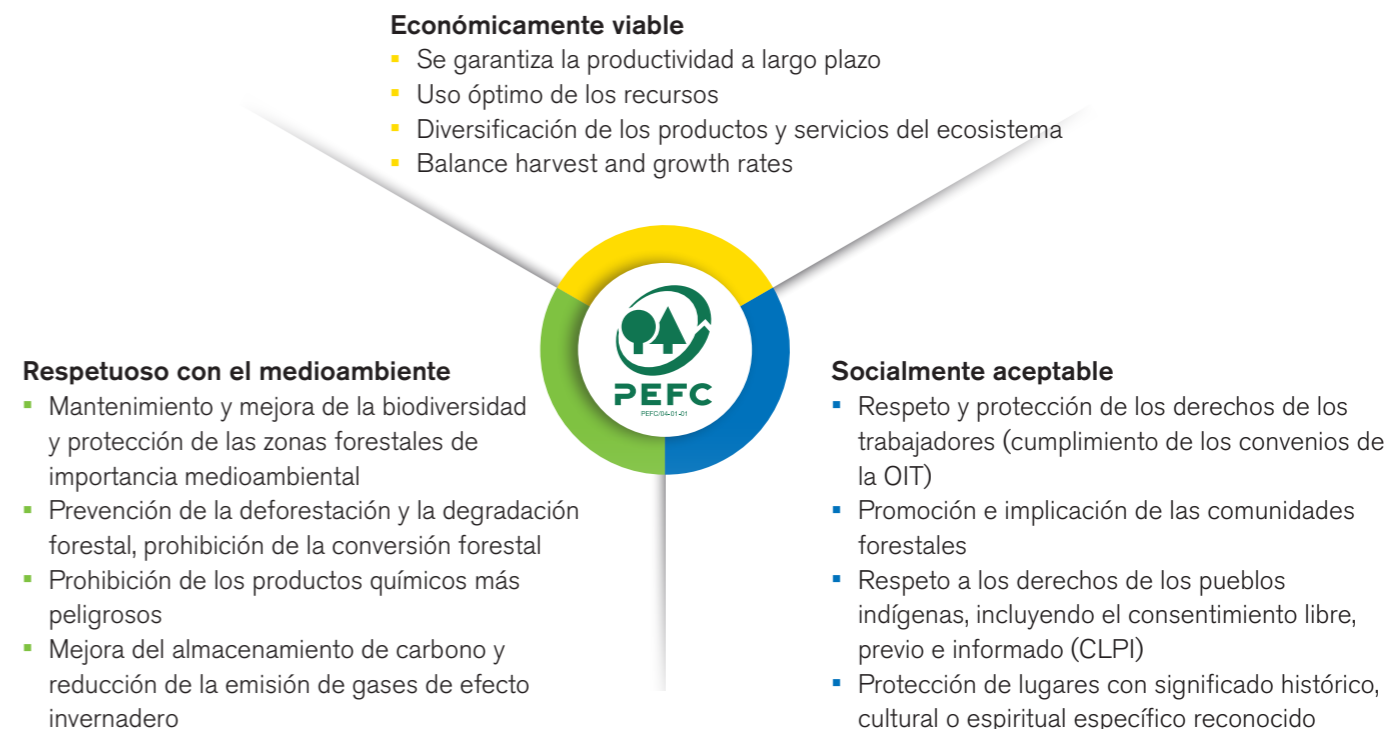 Económicamente viable
▪ Se garantiza la productividad a largo plazo
▪ Uso óptimo de los recursos
▪ Diversificación de los productos y servicios del ecosistema
▪ Balance harvest and growth rates
PEFC
PEFC/04-01-01
Respetuoso con el medioambiente
▪ Mantenimiento y mejora de la biodiversidad
y protección de las zonas forestales de
importancia medioambiental
▪ Prevención de la deforestación y la degradación
forestal, prohibición de la conversión forestal
▪ Prohibición de los productos químicos más
peligrosos
▪ Mejora del almacenamiento de carbono y
reducción de la emisión de gases de efecto
invernadero
Socialmente aceptable
▪ Respeto y protección de los derechos de los
trabajadores (cumplimiento de los convenios de
la OIT)
▪ Promoción e implicación de las comunidades
forestales
▪ Respeto a los derechos de los pueblos
indígenas, incluyendo el consentimiento libre,
previo e informado (CLPI)
▪ Protección de lugares con significado histórico,
cultural o espiritual específico reconocido